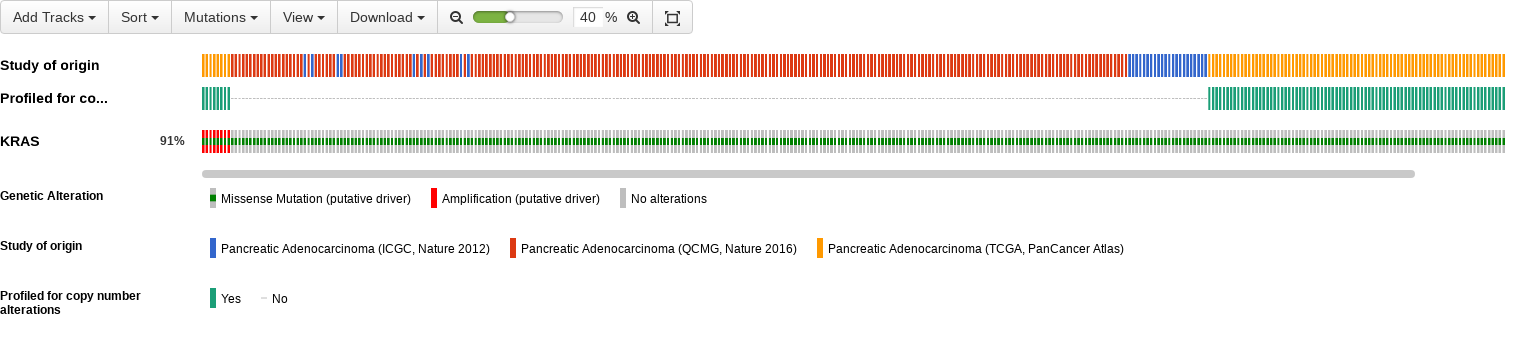 Add Tracks Sort Mutations View Download 40 %
Study of origin
Profiled for co...
KRAS 91%
Genetic Alteration Missense Mutation (putative driver) Amplification (putative driver) No alterations
Study of origin Pancreatic Adenocarcinoma (ICGC, Nature 2012) Pancreatic Adenocarcinoma (QCMG, Nature 2016) Pancreatic Adenocarcinoma (TCGA, PanCancer Atlas)
Profiled for copy number Yes No
alterations